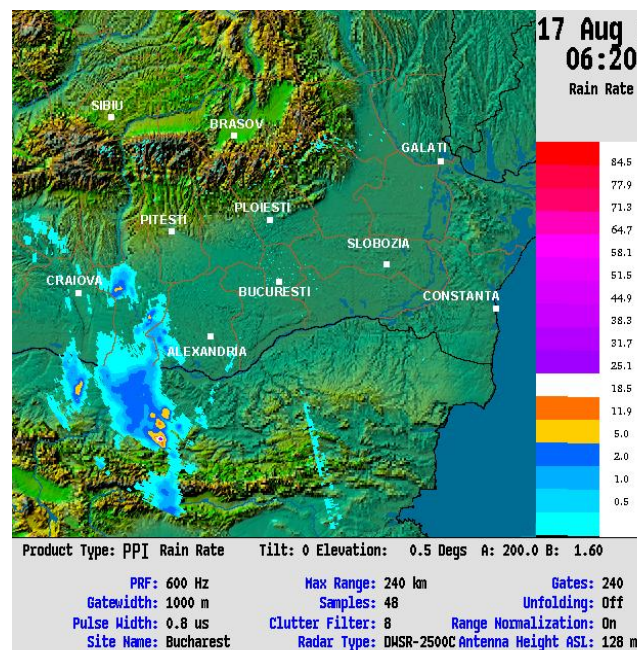 17 Aug
06:20
Rain Rate
SIBIU
BRASOV
GALATI
PLOIESTI
PITESTI
SLOBOZIA
CRAIOVA
BUCURESTI
CONSTANTA
ALEXANDRIA
84.5
77.9
71.3
64.7
58.1
51.5
44.9
38.3
31.7
25.1
18.5
11.9
5.0
2.0
1.0
0.5
Product Type: PPI Rain Rate Tilt: 0 Elevation: 0.5 Degs A: 200.0 B: 1.60
PRF: 600 Hz Max Range: 240 km Gates: 240
Gatewidth: 1000 m Samples: 48 Unfolding: Off
Pulse Width: 0.8 us Clutter Filter: 8 Range Normalization: On
Site Name: Bucharest Radar Type: DWSR-2500C Antenna Height ASL: 128 m